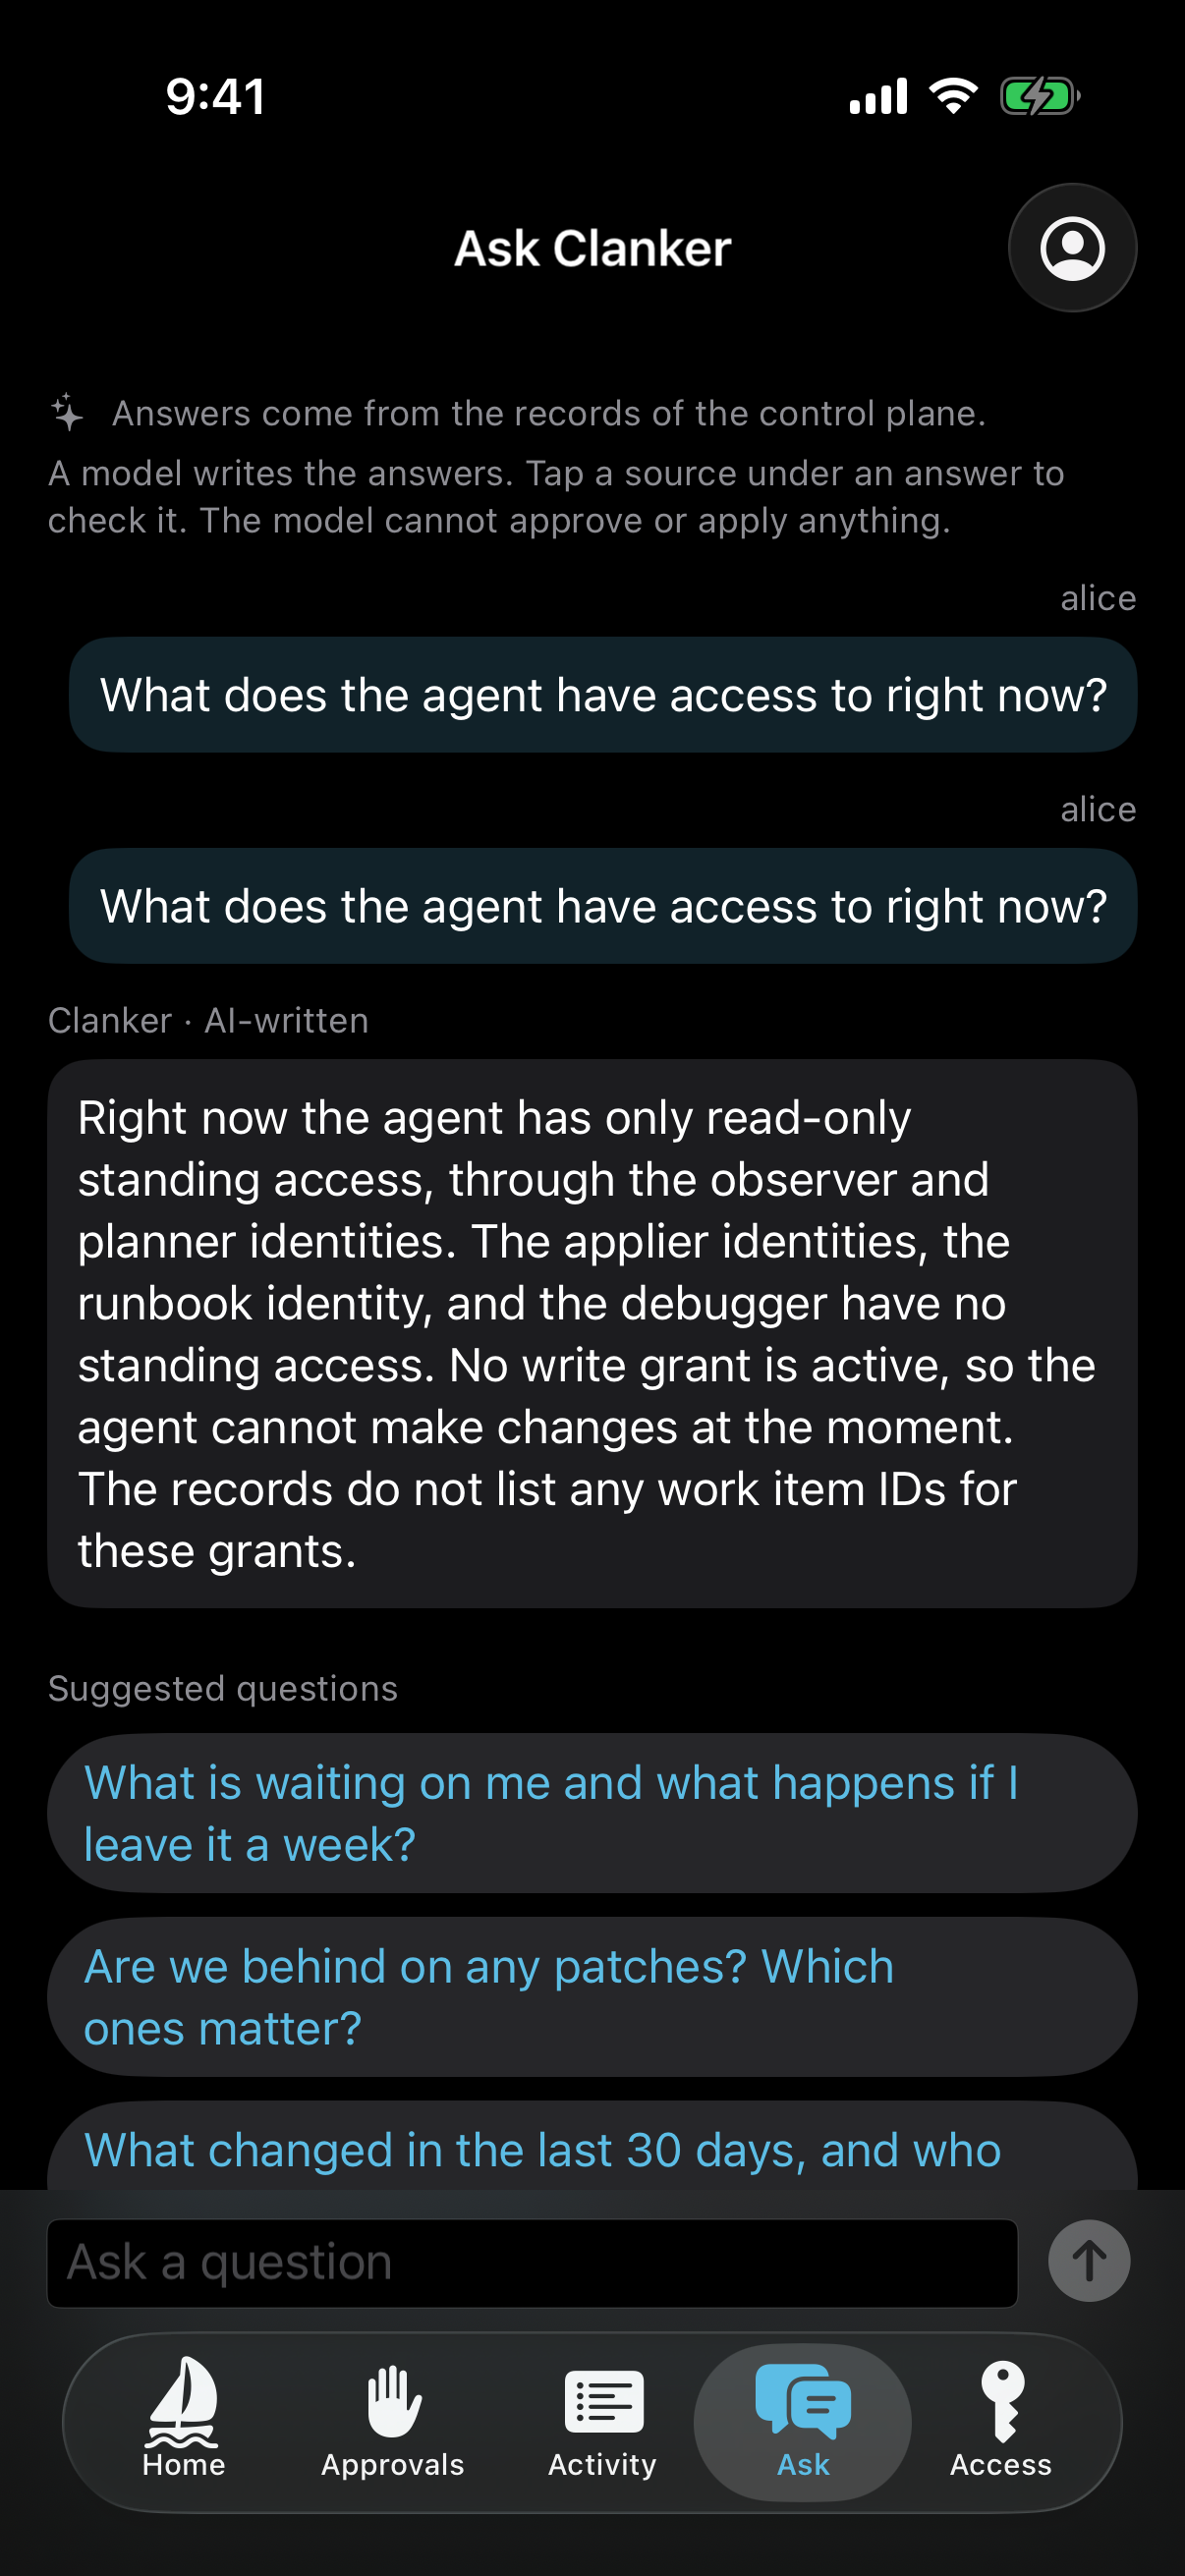 9:41
Ask Clanker
Answers come from the records of the control plane.
A model writes the answers. Tap a source under an answer to
check it. The model cannot approve or apply anything.
alice
What does the agent have access to right now?
alice
What does the agent have access to right now?
Clanker · AI-written
Right now the agent has only read-only
standing access, through the observer and
planner identities. The applier identities, the
runbook identity, and the debugger have no
standing access. No write grant is active, so the
agent cannot make changes at the moment.
The records do not list any work item IDs for
these grants.
Suggested questions
What is waiting on me and what happens if I
leave it a week?
Are we behind on any patches? Which
ones matter?
What changed in the last 30 days, and who
Ask a question
Home
Approvals
Activity
Ask
Access